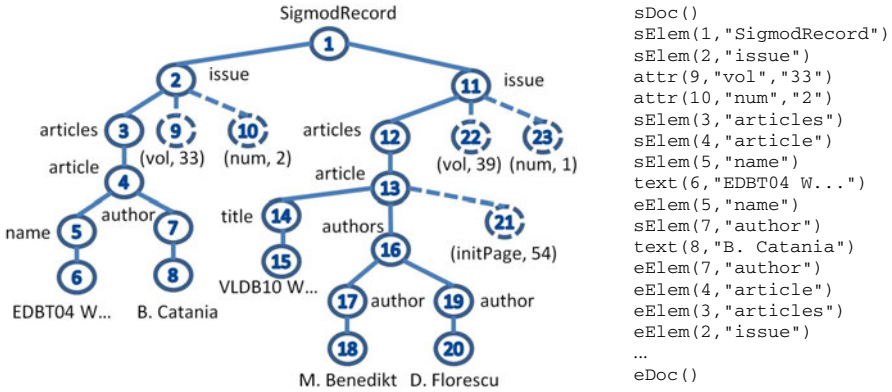 SigmodRecord
1
2
issue
11
issue
articles
3
9
10
articles
12
22
23
(vol, 33)
(num, 2)
(vol, 39)
(num, 1)
article
4
article
13
author
title
14
authors
21
name
5
7
16
(initPage, 54)
6
8
15
EDBT04 W...
B. Catania
VLDB10 W...
17
author
19
author
18
20
M. Benedikt
D. Florescu
sDoc()
sElem(1,"SigmodRecord")
sElem(2,"issue")
attr(9,"vol","33")
attr(10,"num","2")
sElem(3,"articles")
sElem(4,"article")
sElem(5,"name")
text(6,"EDBT04 W...")
eElem(5,"name")
sElem(7,"author")
text(8,"B. Catania")
eElem(7,"author")
eElem(4,"article")
eElem(3,"articles")
eElem(2,"issue")
...
eDoc()